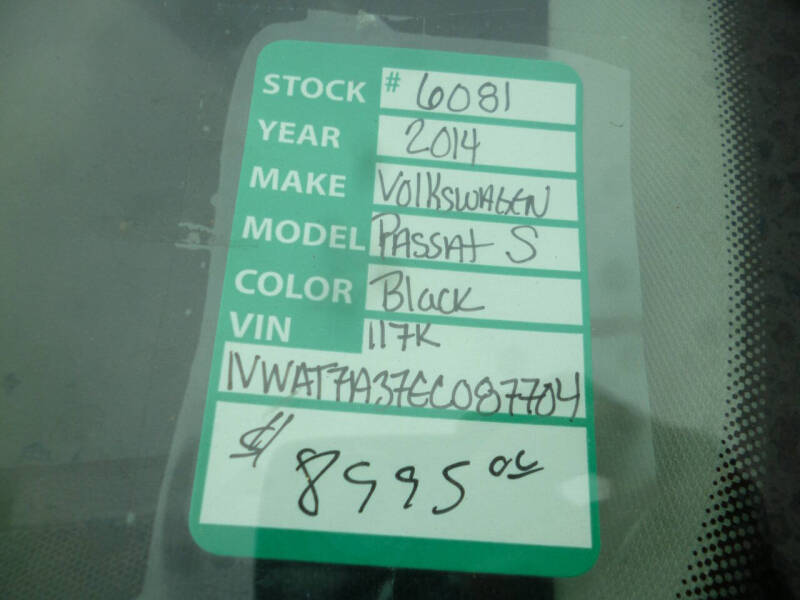 STOCK # 6081
YEAR 2014
MAKE VOlKSWAGEN
MODEL PASSAt S
COLOR Black
VIN 117K
1VWAT7A37EC087704
$ 8995 00